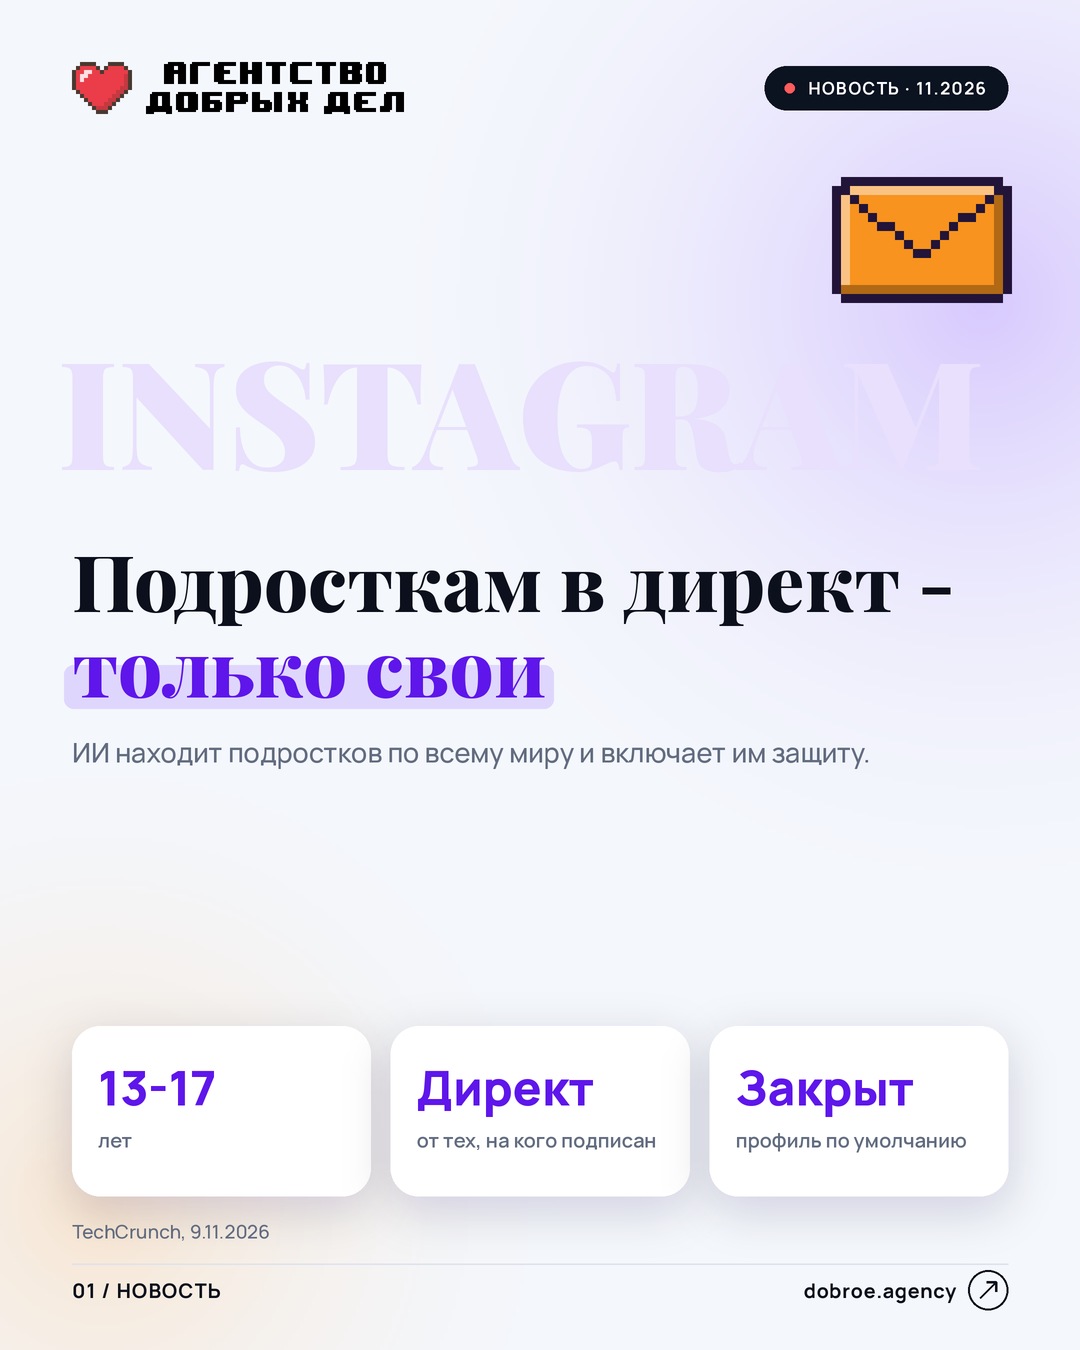 АГЕНТСТВО
ДОБРЫХ ДЕЛ
НОВОСТЬ · 11.2026
INSTAGRAM
Подросткам в директ –
только свои
ИИ находит подростков по всему миру и включает им защиту.
13-17
лет
Директ
от тех, на кого подписан
Закрыт
профиль по умолчанию
TechCrunch, 9.11.2026
01 / НОВОСТЬ
dobroe.agency